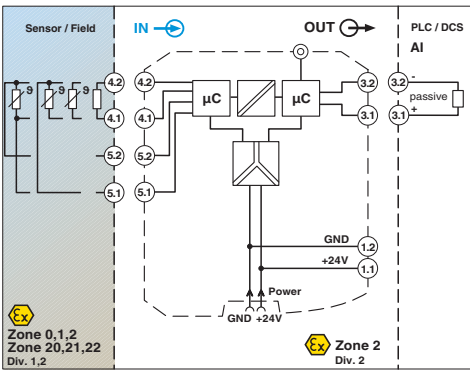 Sensor / Field
IN
OUT
PLC / DCS
AI
ϑ ϑ ϑ
4.2 4.2 3.2 3.2 -
µC µC
passive
4.1 4.1 3.1 3.1 +
5.2 5.2
5.1 5.1
GND 1.2
+24V 1.1
Power
GND +24V
Ex
Zone 0,1,2
Zone 20,21,22
Div. 1,2
Ex Zone 2
Div. 2